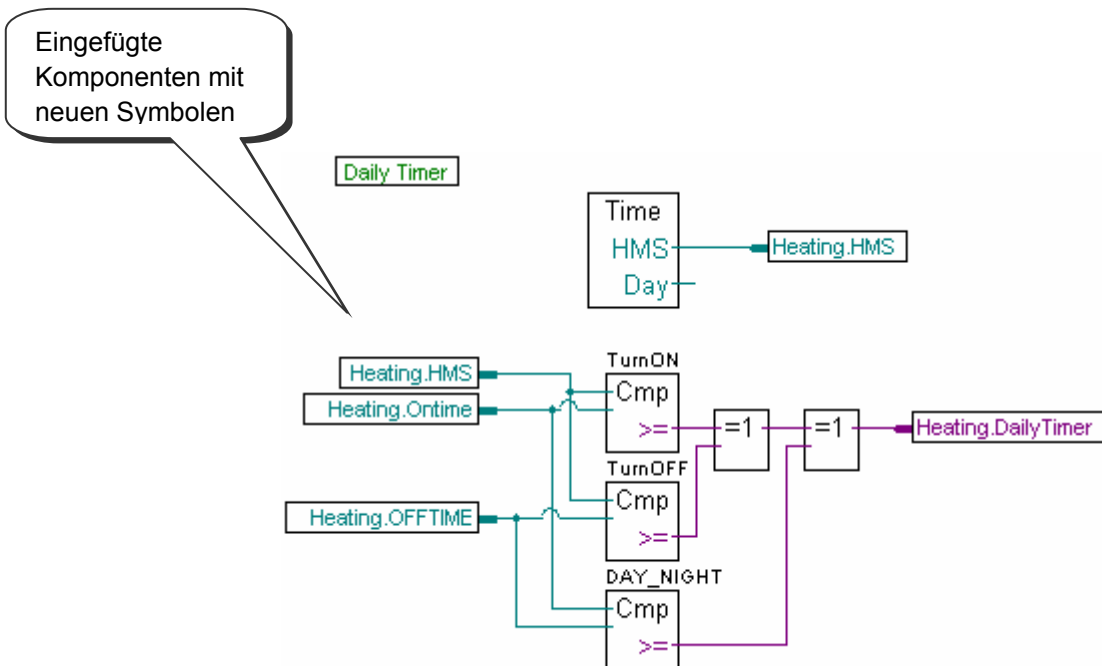 Eingefügte
Komponenten mit
neuen Symbolen
Daily Timer
Time
HMS
Heating.HMS
Day
TurnON
Heating.HMS
Cmp
Heating.Ontime
>=
=1
=1
Heating.DailyTimer
TurnOFF
Cmp
Heating.OFFTIME
>=
DAY_NIGHT
Cmp
>=